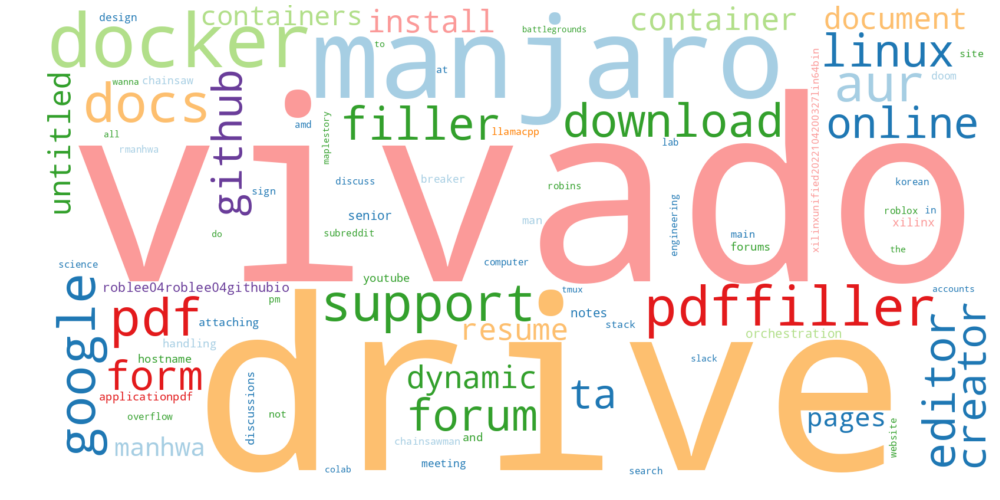 design
containers
install
battlegrounds
container
document
docker
manjaro
to
linux
site
wanna
chainsaw
at
aur
doom
docs
filler
download
online
untitled
github
amd
maplestory
llamacpp
lab
xilinxunified202210420032​7lin64bin
all
rmanhwa
vivado
sign
discuss
breaker
robins
korean
senior
man
engineering
main
roblox
in
xilinx
do
subreddit
forums
the
science
computer
roblee04roblee04githubio
youtube
tmux
accounts
pm
google
pdf
attaching
support
resume
notes
stack
pdffiller
orchestration
handling
hostname
form
drive
dynamic
slack
editor
creator
applicationpdf
ta
overflow
discussions
not
forum
pages
manhwa
chainsawman
and
website
colab
meeting
search